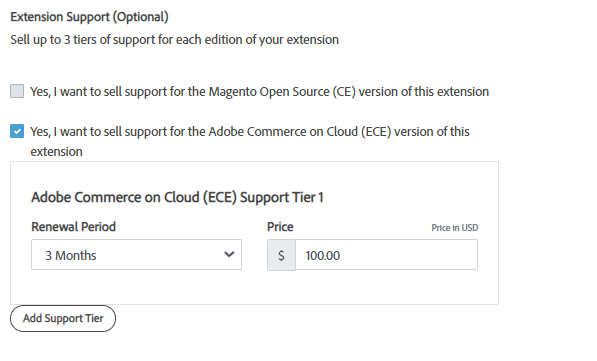 Extension Support (Optional)
Sell up to 3 tiers of support for each edition of your extension
Yes, I want to sell support for the Magento Open Source (CE) version of this extension
Yes, I want to sell support for the Adobe Commerce on Cloud (ECE) version of this
extension
Adobe Commerce on Cloud (ECE) Support Tier 1
Renewal Period
Price
Price in USD
3 Months
$ 100.00
Add Support Tier